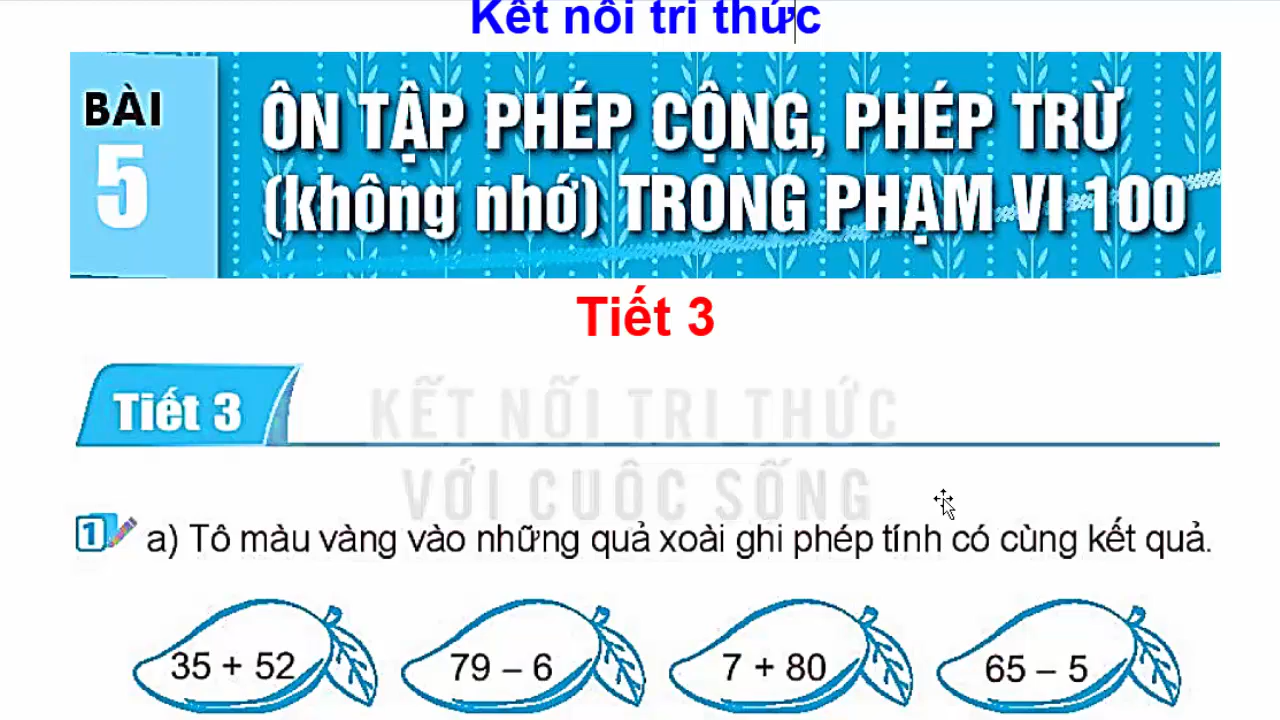 Kết nối tri thức
BÀI
5
ÔN TẬP PHÉP CỘNG, PHÉP TRỪ
(không nhớ) TRONG PHẠM VI 100
Tiết 3
Tiết 3
KẾT NỐI TRI THỨC
VỚI CUỘC SỐNG
1 a) Tô màu vàng vào những quả xoài ghi phép tính có cùng kết quả.
35 + 52 79 – 6 7 + 80 65 – 5